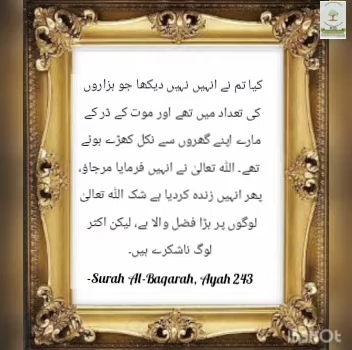 کیا تم نے انہیں نہیں دیکھا جو ہزاروں
کی تعداد میں تھے اور موت کے ڈر کے
مارے اپنے گھروں سے نکل کھڑے ہوئے
تھے۔ اللہ تعالیٰ نے انہیں فرمایا مرجاؤ،
پھر انہیں زندہ کردیا بے شک اللہ تعالیٰ
لوگوں پر بڑا فضل والا ہے، لیکن اکثر
لوگ ناشکرے ہیں۔
-Surah Al-Baqarah, Ayah 243